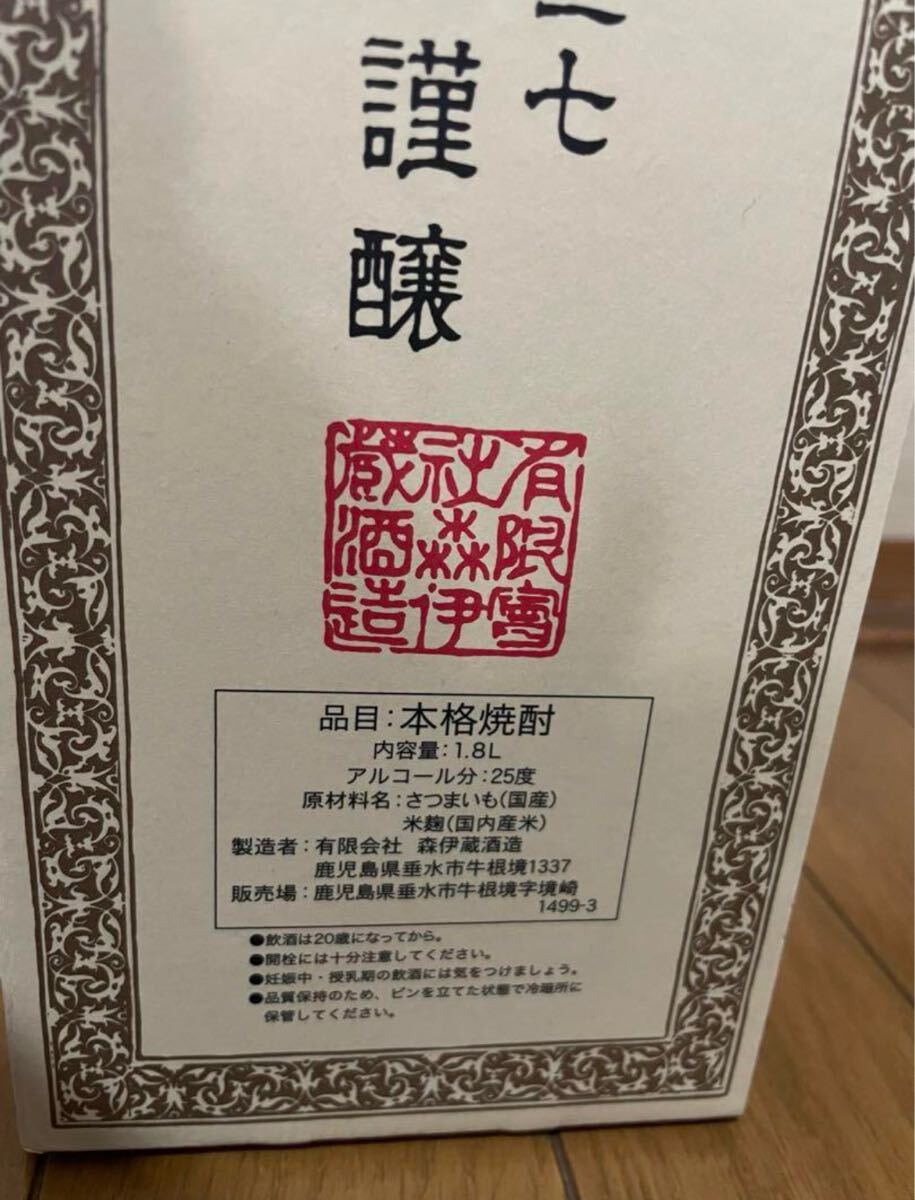 三七
謹醸
有限會
社森伊
蔵酒造
品目：本格焼酎
内容量：1.8L
アルコール分：25度
原材料名：さつまいも（国産）
米麹（国内産米）
製造者：有限会社 森伊蔵酒造
鹿児島県垂水市牛根境1337
販売場：鹿児島県垂水市牛根境字境崎
1499-3
●飲酒は20歳になってから。
●開栓には十分注意してください。
●妊娠中・授乳期の飲酒には気をつけましょう。
●品質保持のため、ビンを立てた状態で冷暗所に
保管してください。